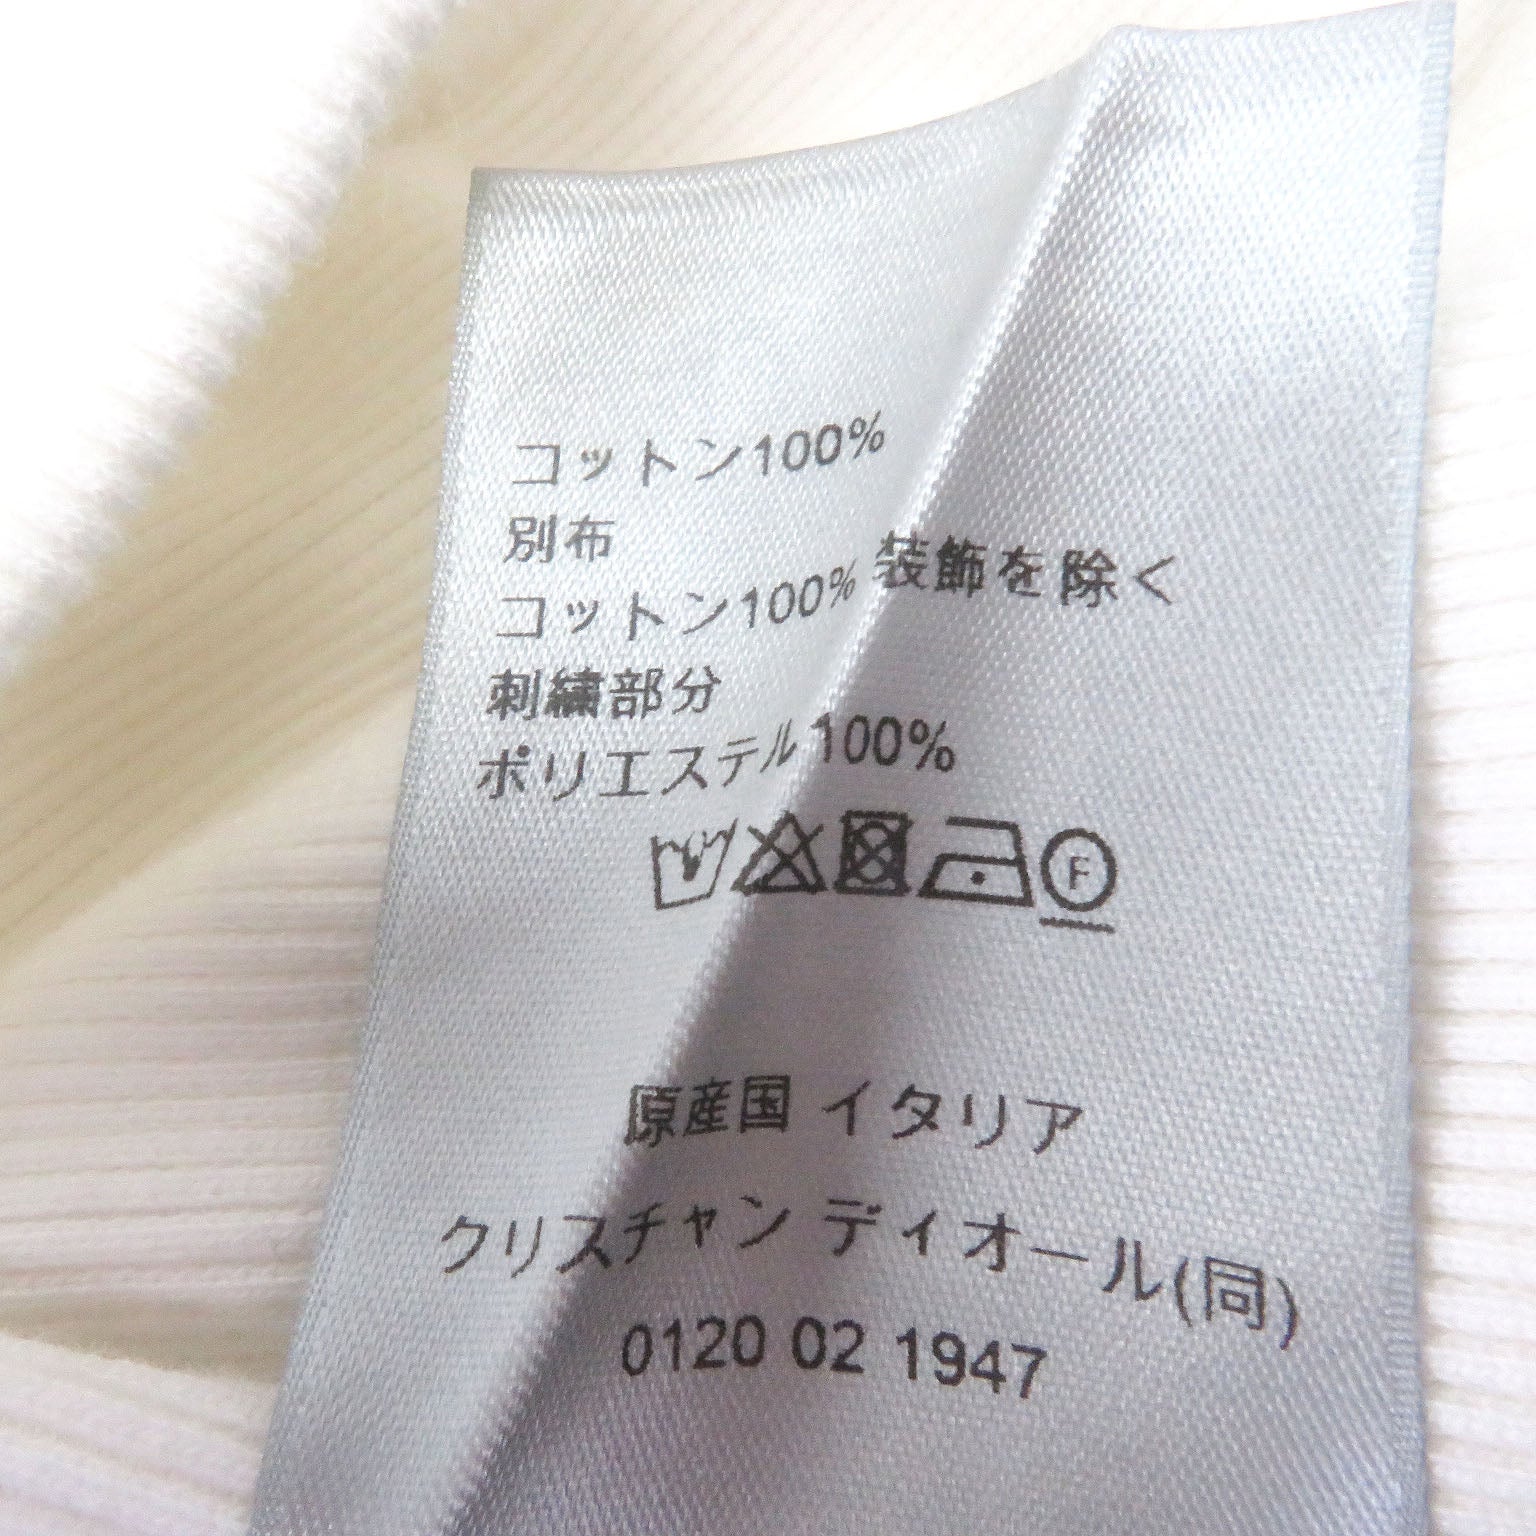 コットン100%
別布
コットン100% 装飾を除く
刺繍部分
ポリエステル100%
F
原産国 イタリア
クリスチャン ディオール(同)
0120 02 1947